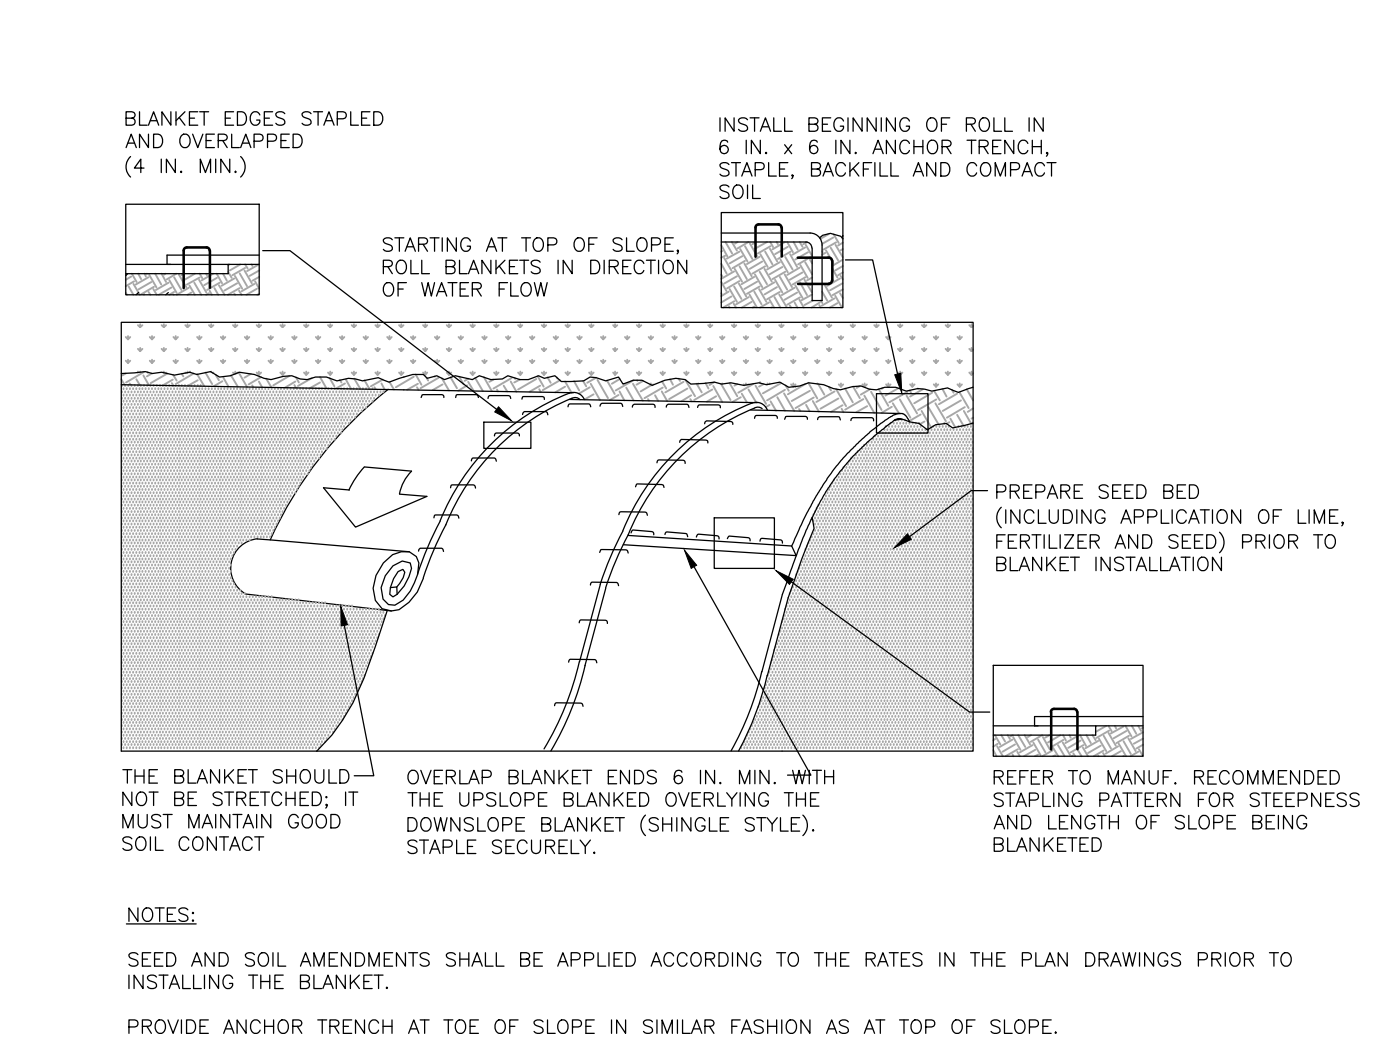 BLANKET EDGES STAPLED
AND OVERLAPPED
(4 IN. MIN.)
INSTALL BEGINNING OF ROLL IN
6 IN. x 6 IN. ANCHOR TRENCH,
STAPLE, BACKFILL AND COMPACT
SOIL
STARTING AT TOP OF SLOPE,
ROLL BLANKETS IN DIRECTION
OF WATER FLOW
PREPARE SEED BED
(INCLUDING APPLICATION OF LIME,
FERTILIZER AND SEED) PRIOR TO
BLANKET INSTALLATION
THE BLANKET SHOULD
NOT BE STRETCHED; IT
MUST MAINTAIN GOOD
SOIL CONTACT
OVERLAP BLANKET ENDS 6 IN. MIN. WITH
THE UPSLOPE BLANKED OVERLYING THE
DOWNSLOPE BLANKET (SHINGLE STYLE).
STAPLE SECURELY.
REFER TO MANUF. RECOMMENDED
STAPLING PATTERN FOR STEEPNESS
AND LENGTH OF SLOPE BEING
BLANKETED
NOTES:
SEED AND SOIL AMENDMENTS SHALL BE APPLIED ACCORDING TO THE RATES IN THE PLAN DRAWINGS PRIOR TO
INSTALLING THE BLANKET.
PROVIDE ANCHOR TRENCH AT TOE OF SLOPE IN SIMILAR FASHION AS AT TOP OF SLOPE.